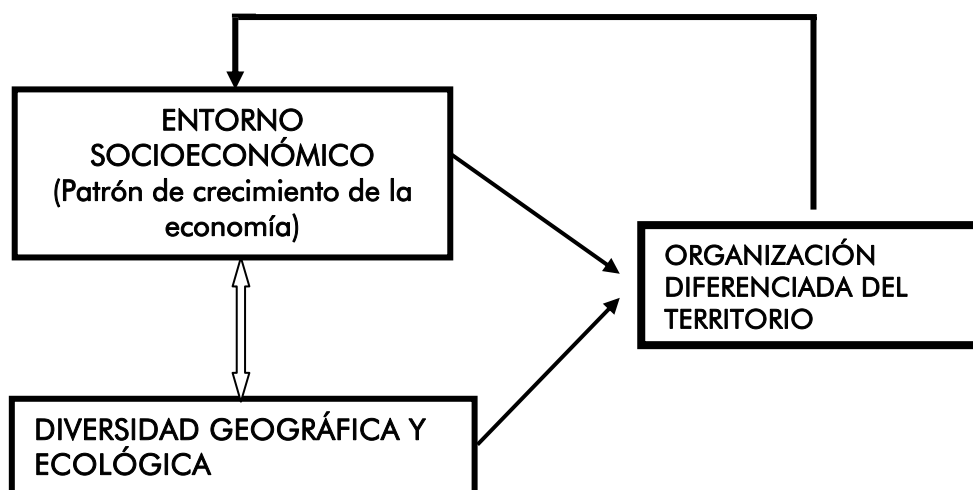 ENTORNO
SOCIOECONÓMICO
(Patrón de crecimiento de la
economía)
ORGANIZACIÓN
DIFERENCIADA DEL
TERRITORIO
DIVERSIDAD GEOGRÁFICA Y
ECOLÓGICA